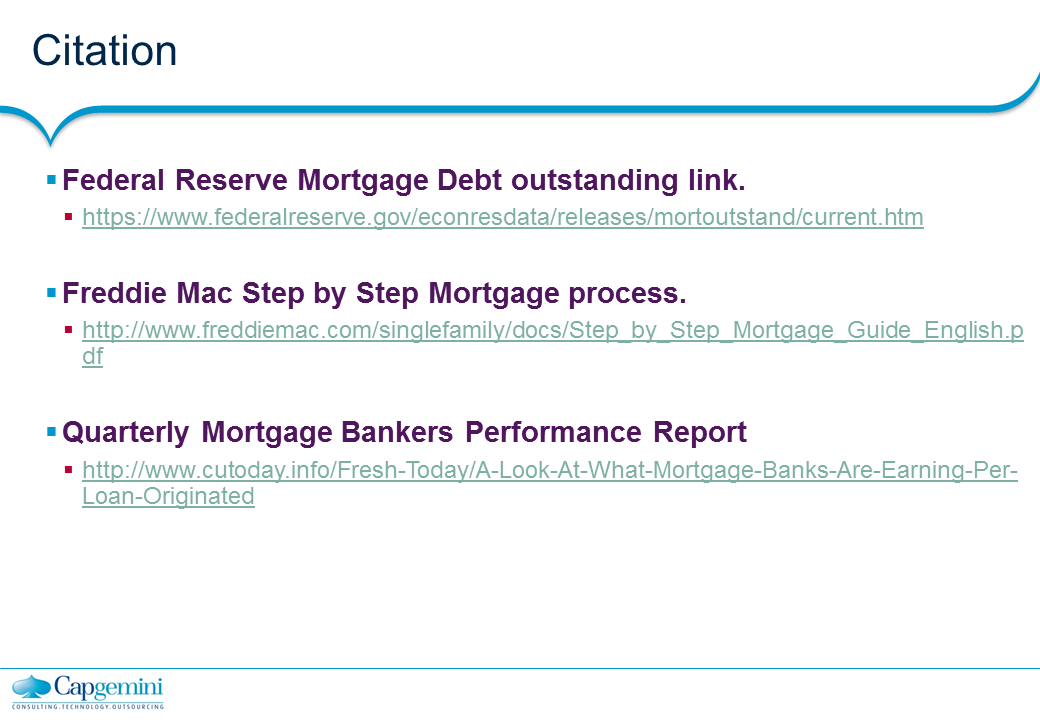 Citation
Federal Reserve Mortgage Debt outstanding link.
https://www.federalreserve.gov/econresdata/releases/mortoutstand/current.htm
Freddie Mac Step by Step Mortgage process.
http://www.freddiemac.com/singlefamily/docs/Step_by_Step_Mortgage_Guide_English.p
df
Quarterly Mortgage Bankers Performance Report
http://www.cutoday.info/Fresh-Today/A-Look-At-What-Mortgage-Banks-Are-Earning-Per-
Loan-Originated
Capgemini
CONSULTING.TECHNOLOGY.OUTSOURCING